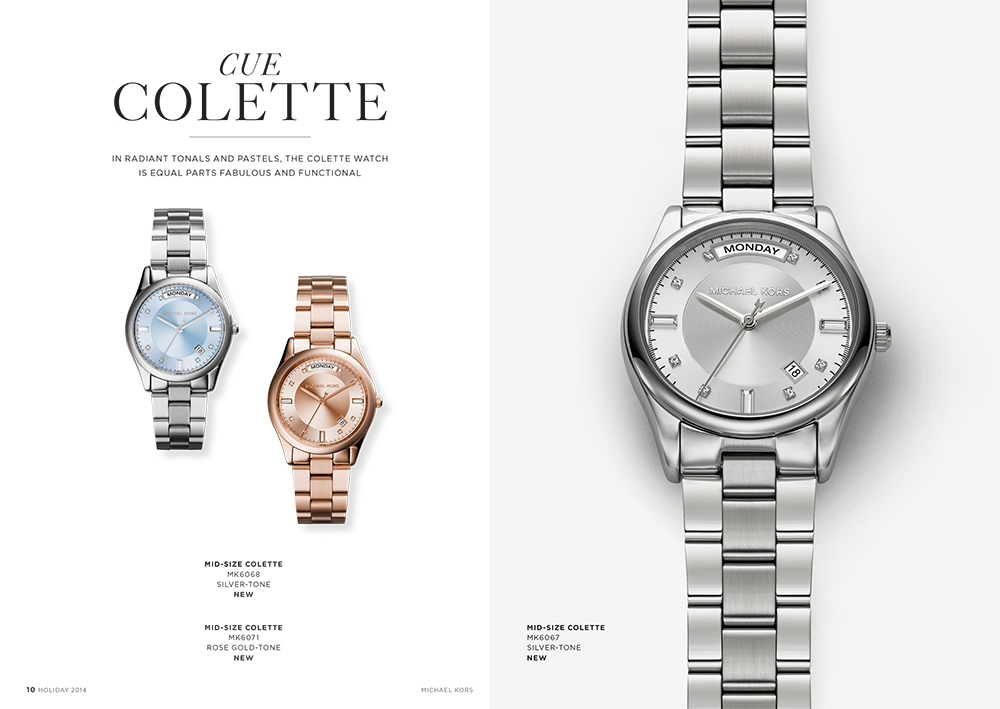 CUE
COLETTE
IN RADIANT TONALS AND PASTELS, THE COLETTE WATCH
IS EQUAL PARTS FABULOUS AND FUNCTIONAL
MONDAY
MICHAEL KORS
18
MONDAY
MICHAEL KORS
18
MID-SIZE COLETTE
MK6068
SILVER-TONE
NEW
MID-SIZE COLETTE
MK6071
ROSE GOLD-TONE
NEW
10 HOLIDAY 2014
MICHAEL KORS
MONDAY
MICHAEL KORS
18
MID-SIZE COLETTE
MK6067
SILVER-TONE
NEW